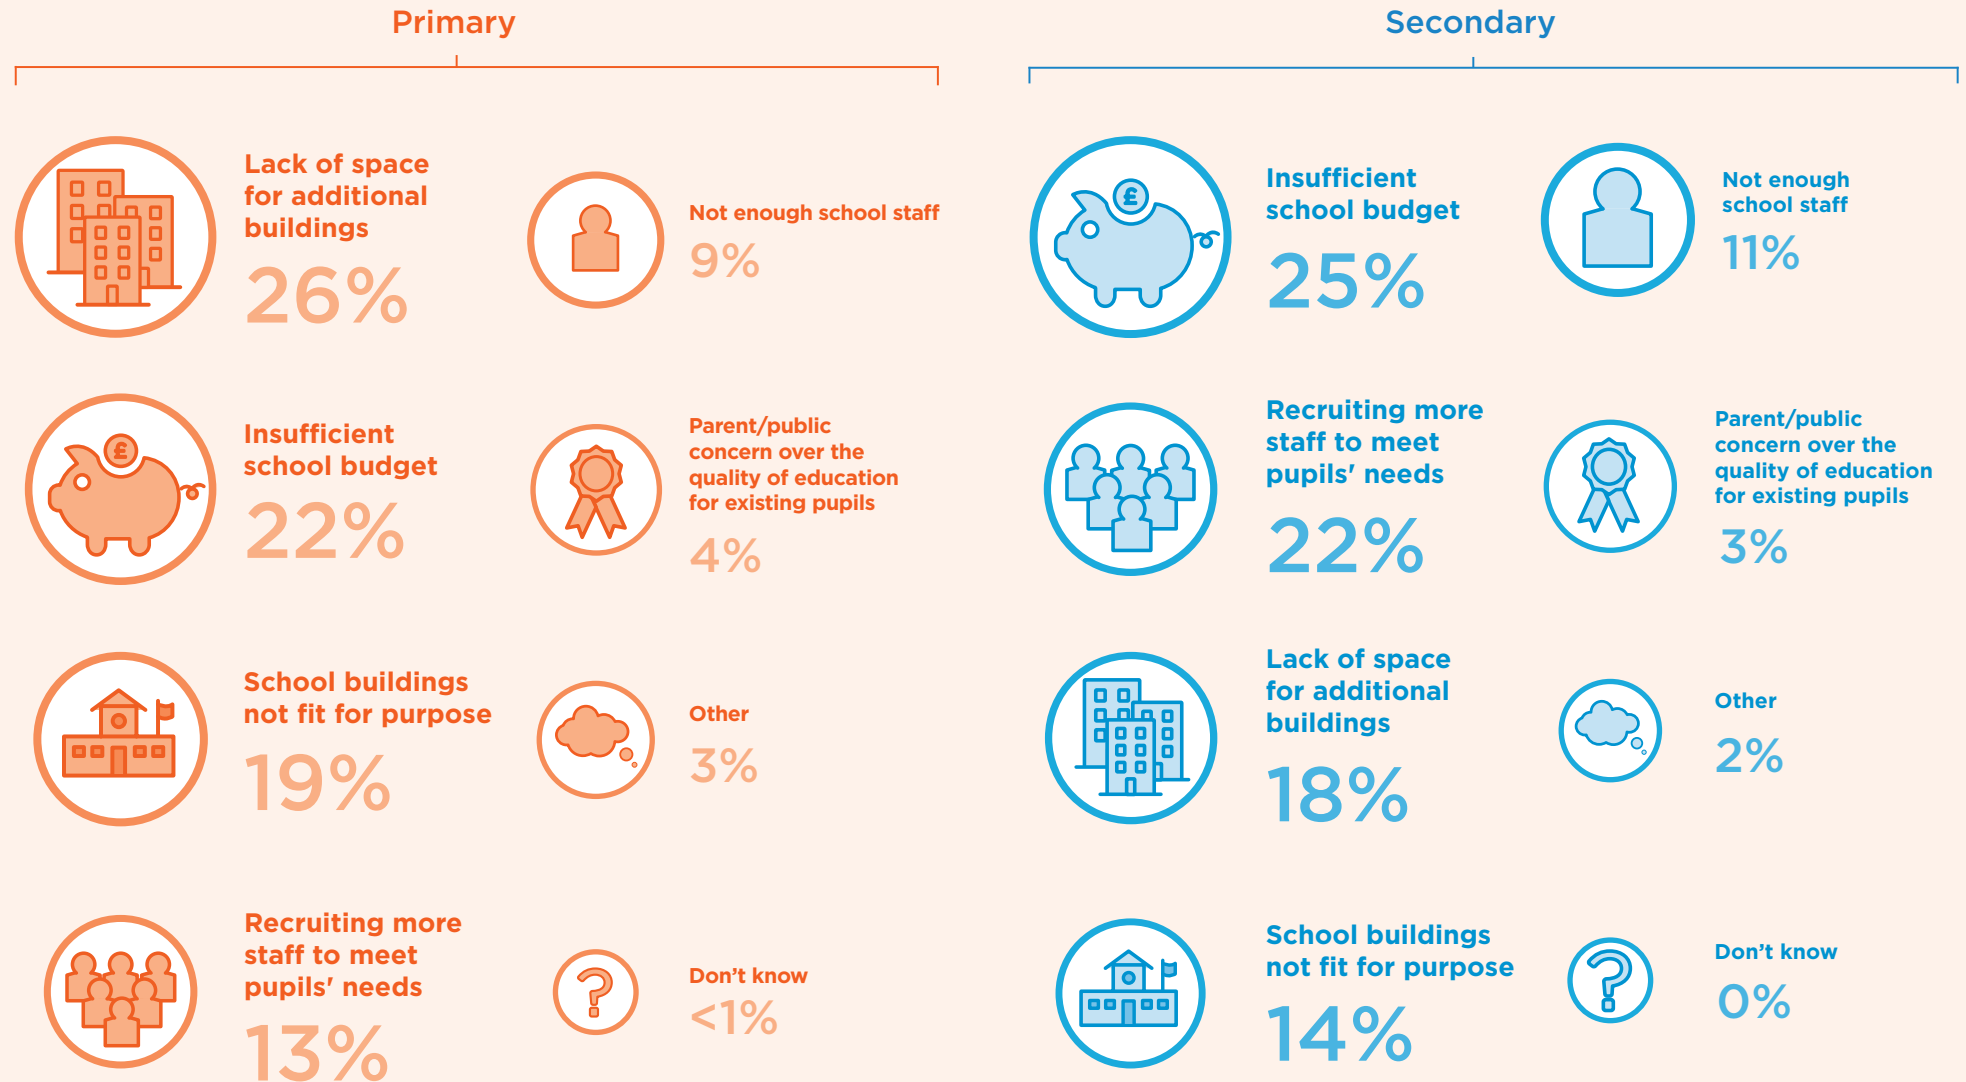 Primary
Lack of space
for additional
buildings
26%
Not enough school staff
9%
£
Insufficient
school budget
22%
Parent/public
concern over the
quality of education
for existing pupils
4%
School buildings
not fit for purpose
19%
Other
3%
Recruiting more
staff to meet
pupils' needs
13%
?
Don't know
<1%
Secondary
£
Insufficient
school budget
25%
Not enough
school staff
11%
Recruiting more
staff to meet
pupils' needs
22%
Parent/public
concern over the
quality of education
for existing pupils
3%
Lack of space
for additional
buildings
18%
Other
2%
School buildings
not fit for purpose
14%
?
Don't know
0%